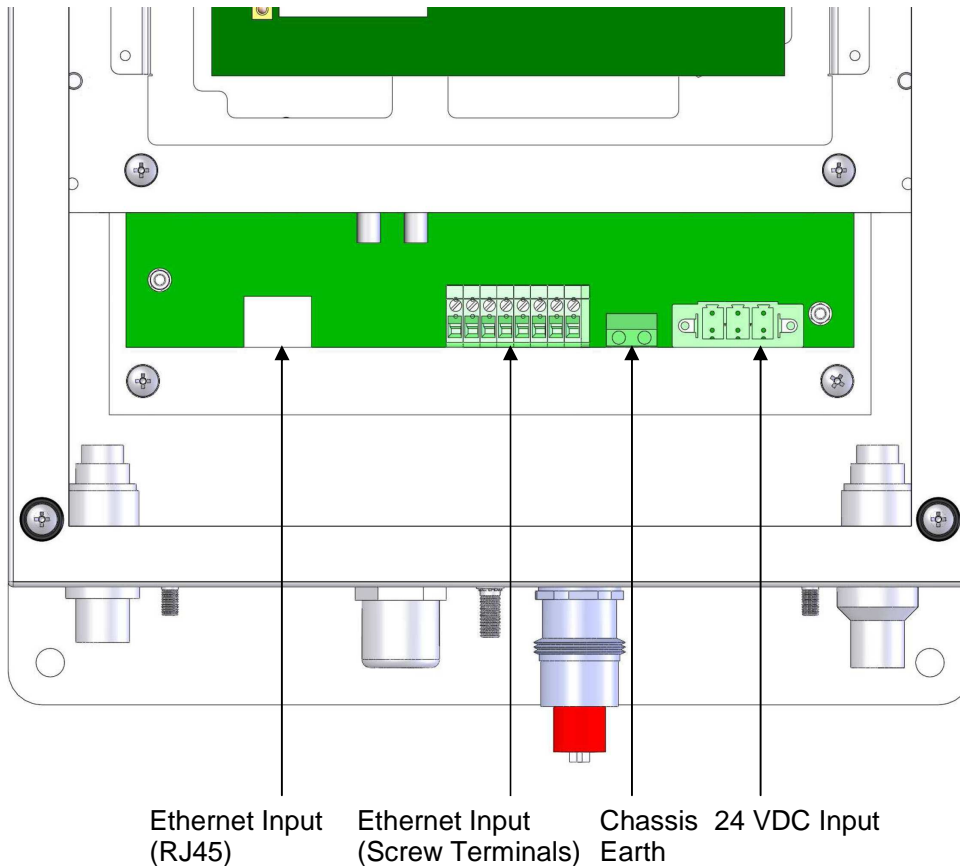 Ethernet Input
(RJ45)
Ethernet Input
(Screw Terminals)
Chassis
Earth
24 VDC Input